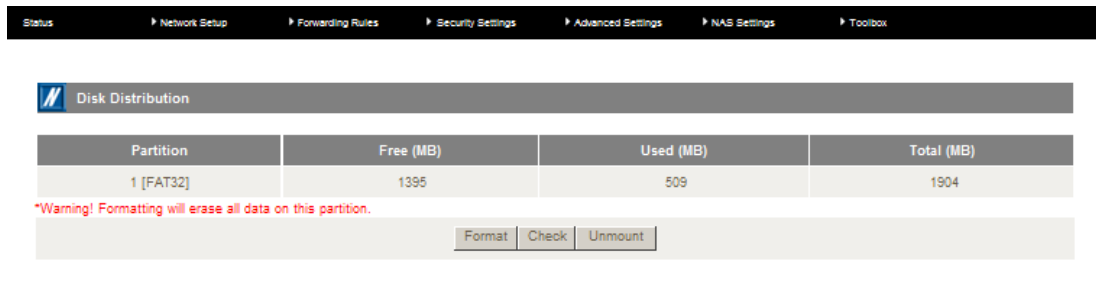 Status Network Setup Forwarding Rules Security Settings Advanced Settings NAS Settings Toolbox
Disk Distribution
Partition Free (MB) Used (MB) Total (MB)
1 [FAT32] 1395 509 1904
*Warning! Formatting will erase all data on this partition.
Format Check Unmount